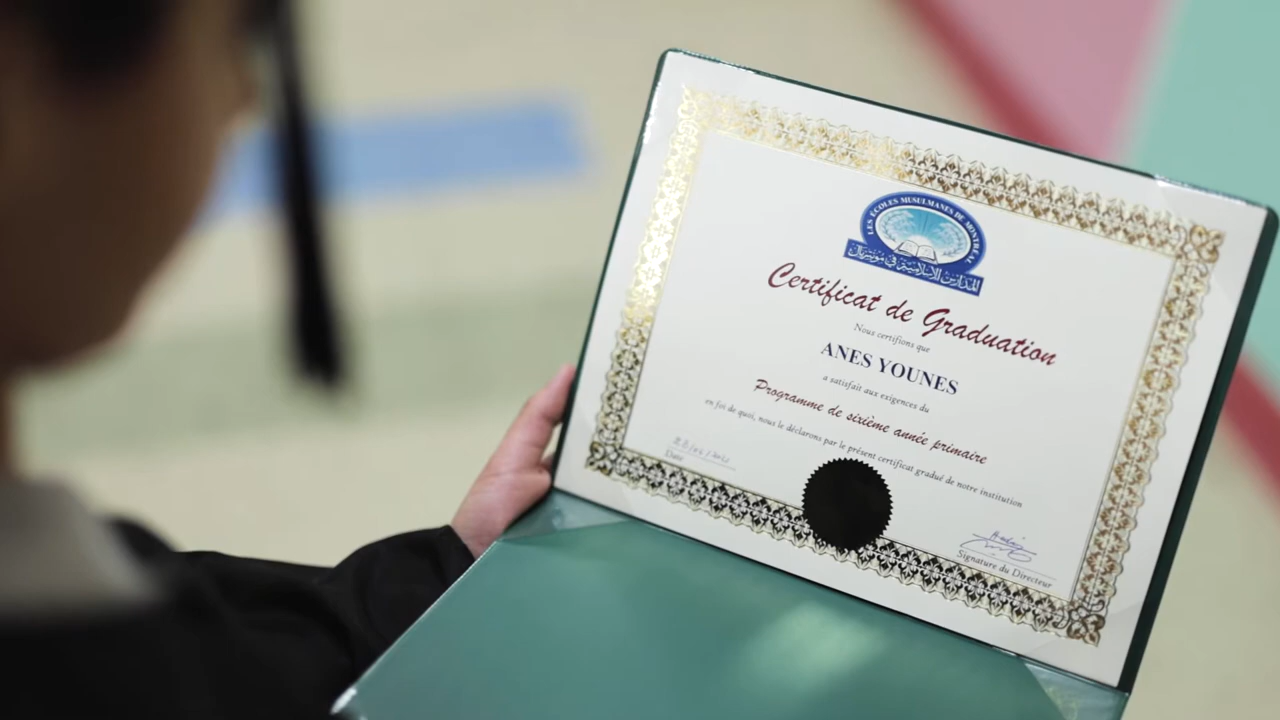 LES ÉCOLES MUSULMANES DE MONTRÉAL
المدارس الاسلامية في مونتريال
Certificat de Graduation
Nous certifions que
ANES YOUNES
a satisfait aux exigences du
Programme de sixième année primaire
en foi de quoi, nous le déclarons par le présent certificat gradué de notre institution
Date
Signature du Directeur